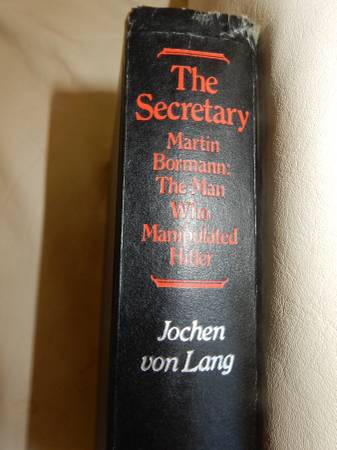 The
Secretary
Martin
Bormann:
The Man
Who
Manipulated
Hitler
Jochen
von Lang